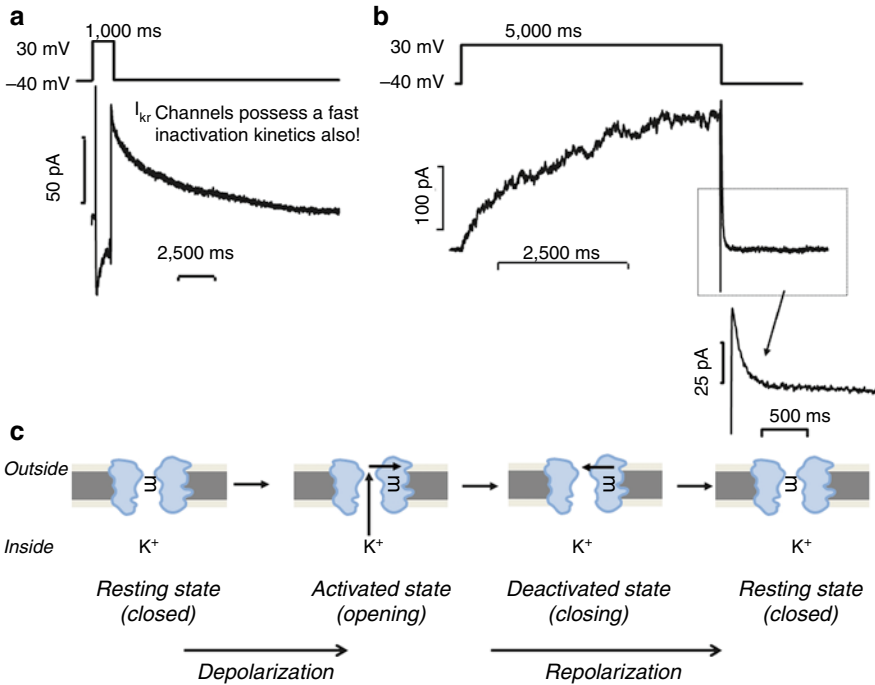 a
1,000 ms
30 mV
–40 mV
I_kr Channels possess a fast
inactivation kinetics also!
50 pA
2,500 ms
b
5,000 ms
30 mV
–40 mV
100 pA
2,500 ms
25 pA
500 ms
c
Outside
m m m m
Inside
K⁺ K⁺ K⁺ K⁺
Resting state Activated state Deactivated state Resting state
(closed) (opening) (closing) (closed)
Depolarization Repolarization